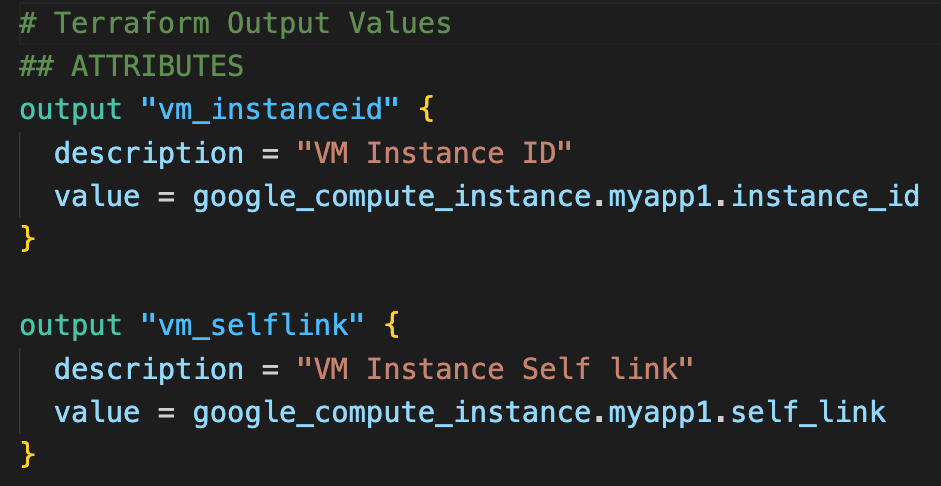 # Terraform Output Values
## ATTRIBUTES
output "vm_instanceid" {
  description = "VM Instance ID"
  value = google_compute_instance.myapp1.instance_id
}

output "vm_selflink" {
  description = "VM Instance Self link"
  value = google_compute_instance.myapp1.self_link
}